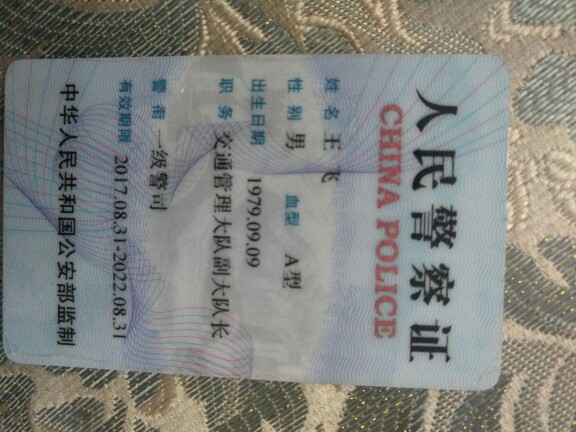 人民警察证
CHINA POLICE
姓名 王飞
性别 男 血型 A型
出生日期 1979.09.09
职务 交通管理大队副大队长
警衔 一级警司
有效期限 2017.08.31-2022.08.31
中华人民共和国公安部监制